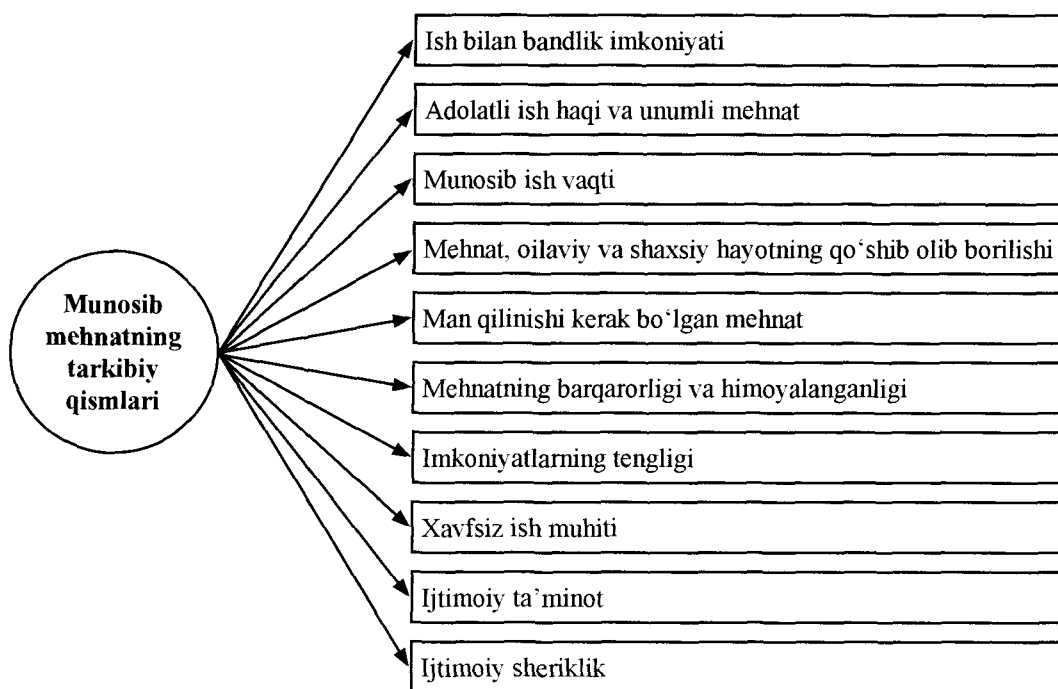 Munosib
mehnatning
tarkibiy
qismlari
Ish bilan bandlik imkoniyati
Adolatli ish haqi va unumli mehnat
Munosib ish vaqti
Mehnat, oilaviy va shaxsiy hayotning qo‘shib olib borilishi
Man qilinishi kerak bo‘lgan mehnat
Mehnatning barqarorligi va himoyalanganligi
Imkoniyatlarning tengligi
Xavfsiz ish muhiti
Ijtimoiy ta’minot
Ijtimoiy sheriklik